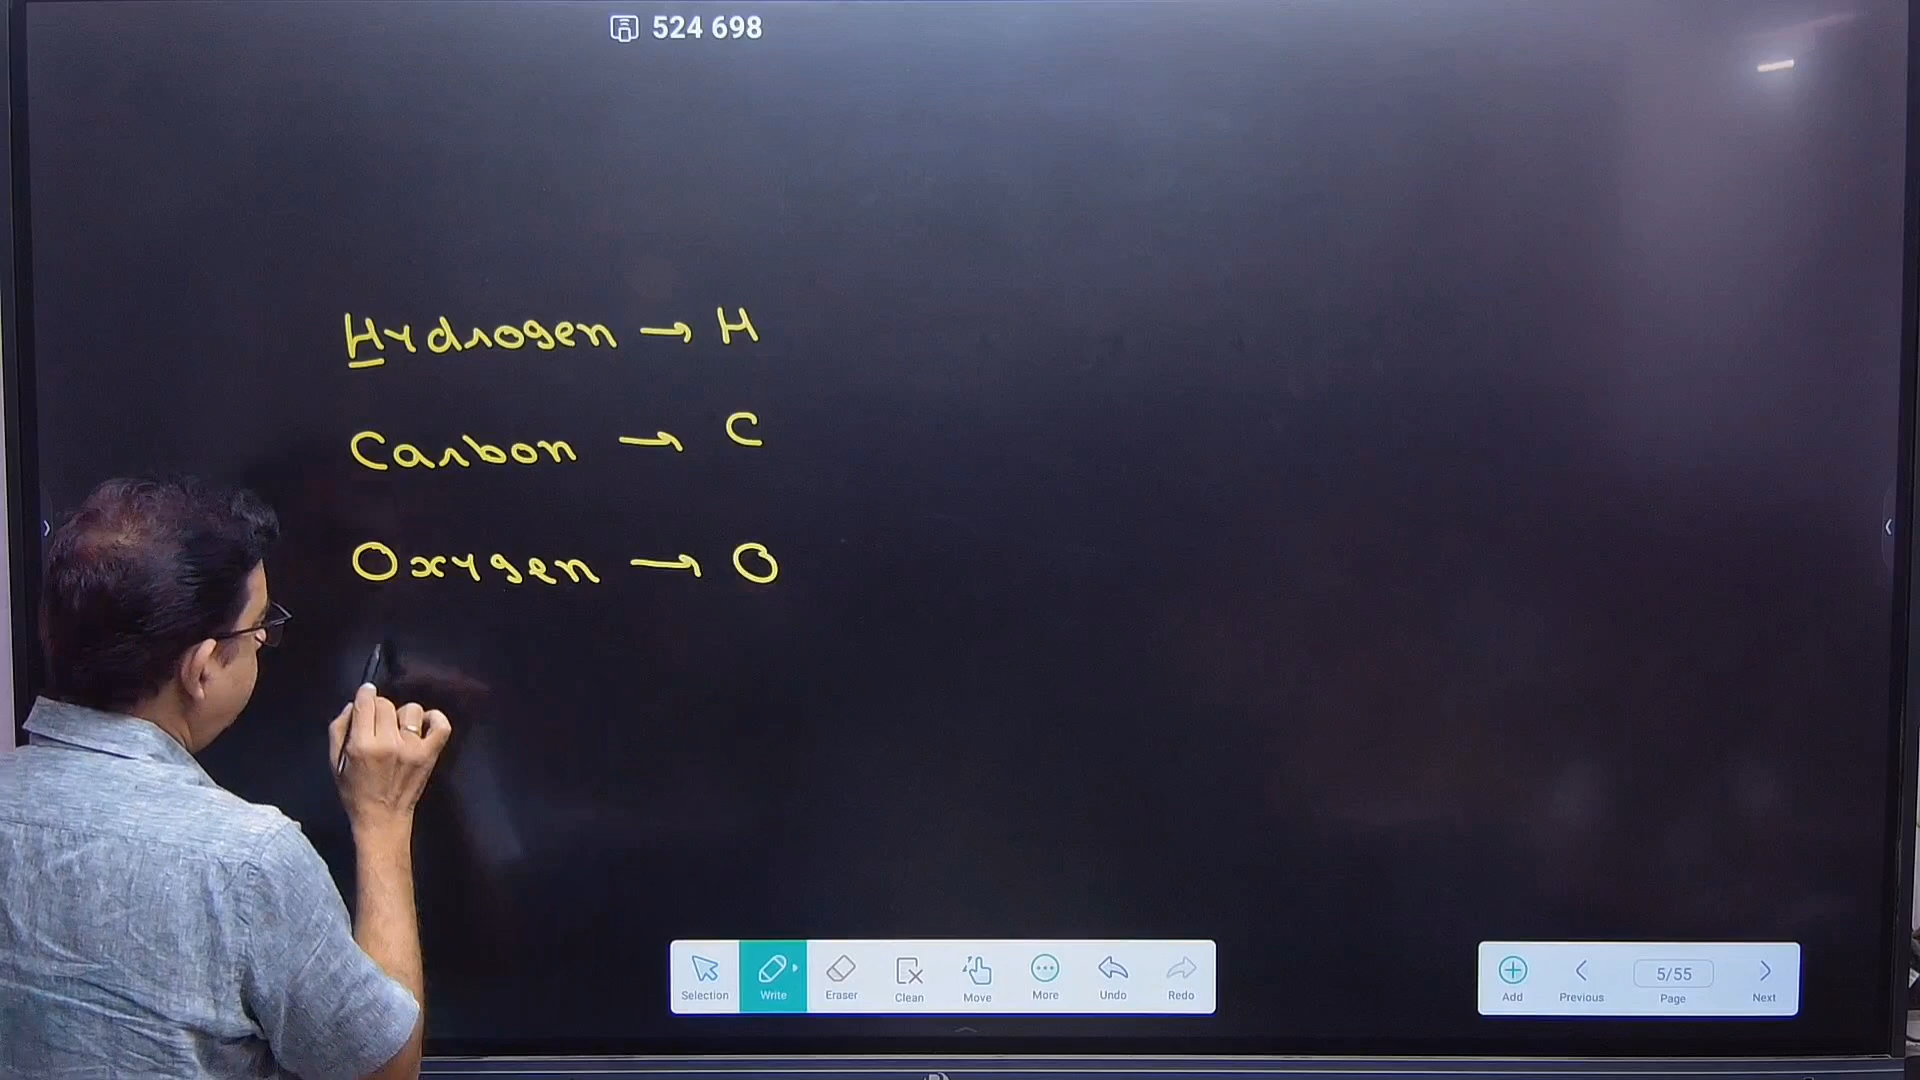 524 698
Hydrogen → H
Carbon → C
Oxygen → O
Selection Write Eraser Clean Move More Undo Redo
Add Previous 5/55 Page Next